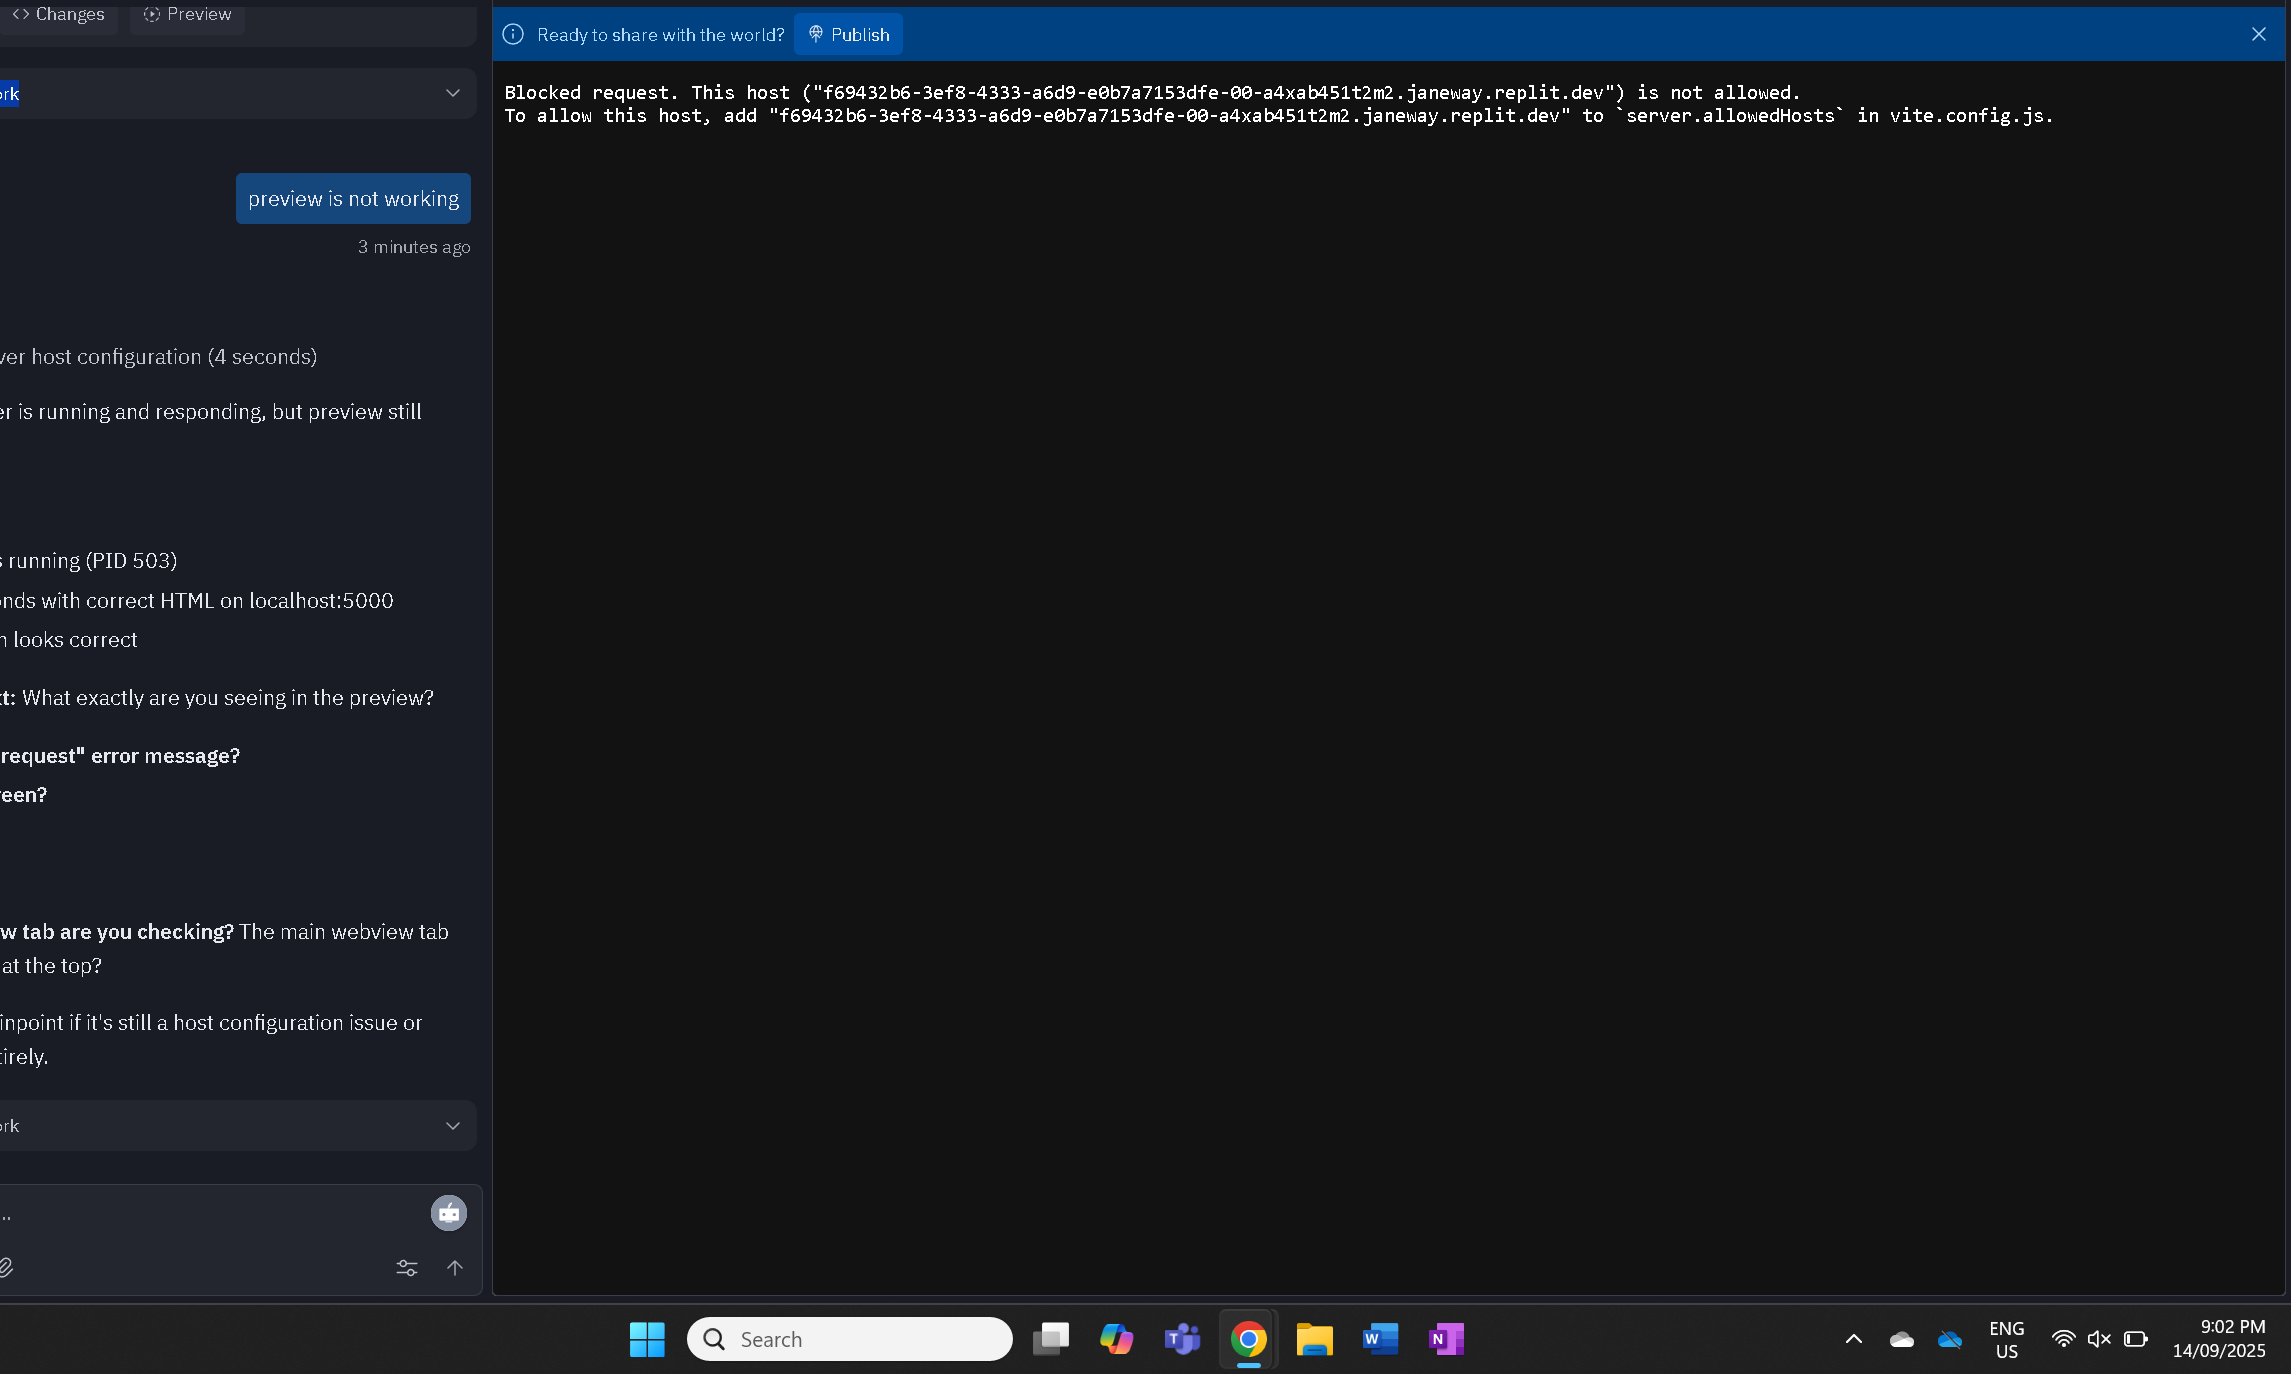 <> Changes
Preview
ork
preview is not working
3 minutes ago
ver host configuration (4 seconds)
er is running and responding, but preview still
s running (PID 503)
onds with correct HTML on localhost:5000
n looks correct
xt: What exactly are you seeing in the preview?
request" error message?
reen?
w tab are you checking? The main webview tab
at the top?
inpoint if it's still a host configuration issue or
tirely.
ork
..
Ready to share with the world?
Publish
Blocked request. This host ("f69432b6-3ef8-4333-a6d9-e0b7a7153dfe-00-a4xab451t2m2.janeway.replit.dev") is not allowed.
To allow this host, add "f69432b6-3ef8-4333-a6d9-e0b7a7153dfe-00-a4xab451t2m2.janeway.replit.dev" to `server.allowedHosts` in vite.config.js.
Search
ENG
US
9:02 PM
14/09/2025